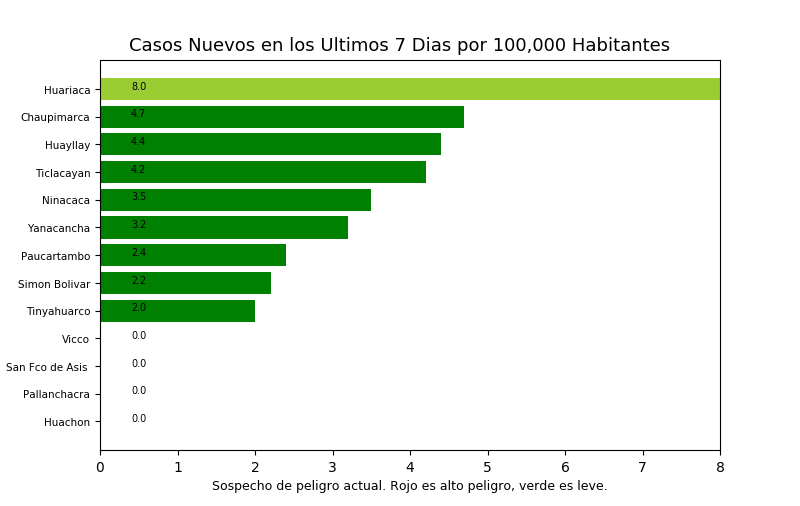 Casos Nuevos en los Ultimos 7 Dias por 100,000 Habitantes
Huariaca 8.0
Chaupimarca 4.7
Huayllay 4.4
Ticlacayan 4.2
Ninacaca 3.5
Yanacancha 3.2
Paucartambo 2.4
Simon Bolivar 2.2
Tinyahuarco 2.0
Vicco 0.0
San Fco de Asis 0.0
Pallanchacra 0.0
Huachon 0.0
0 1 2 3 4 5 6 7 8
Sospecho de peligro actual. Rojo es alto peligro, verde es leve.